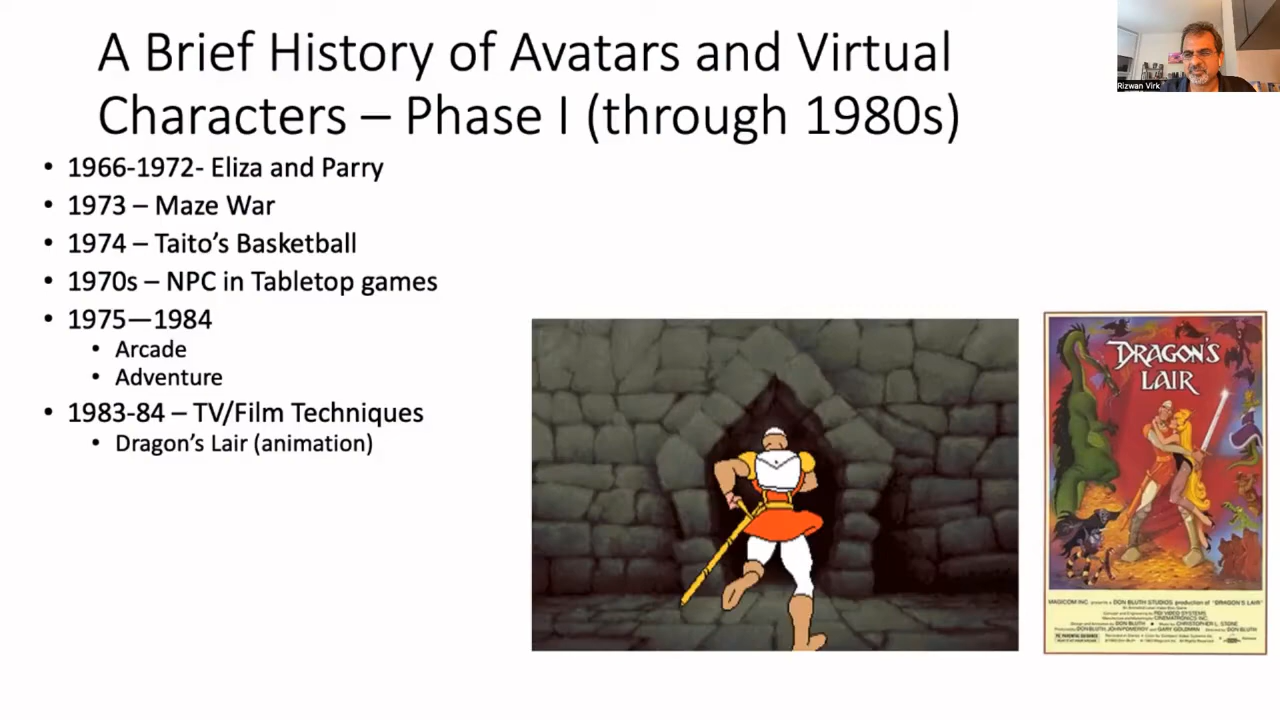 A Brief History of Avatars and Virtual
Characters – Phase I (through 1980s)
Rizwan Virk
• 1966-1972- Eliza and Parry
• 1973 – Maze War
• 1974 – Taito’s Basketball
• 1970s – NPC in Tabletop games
• 1975—1984
• Arcade
• Adventure
• 1983-84 – TV/Film Techniques
• Dragon’s Lair (animation)
DRAGON'S
LAIR
MAGICOM INC. presents a DON BLUTH STUDIOS production of "DRAGON'S LAIR"